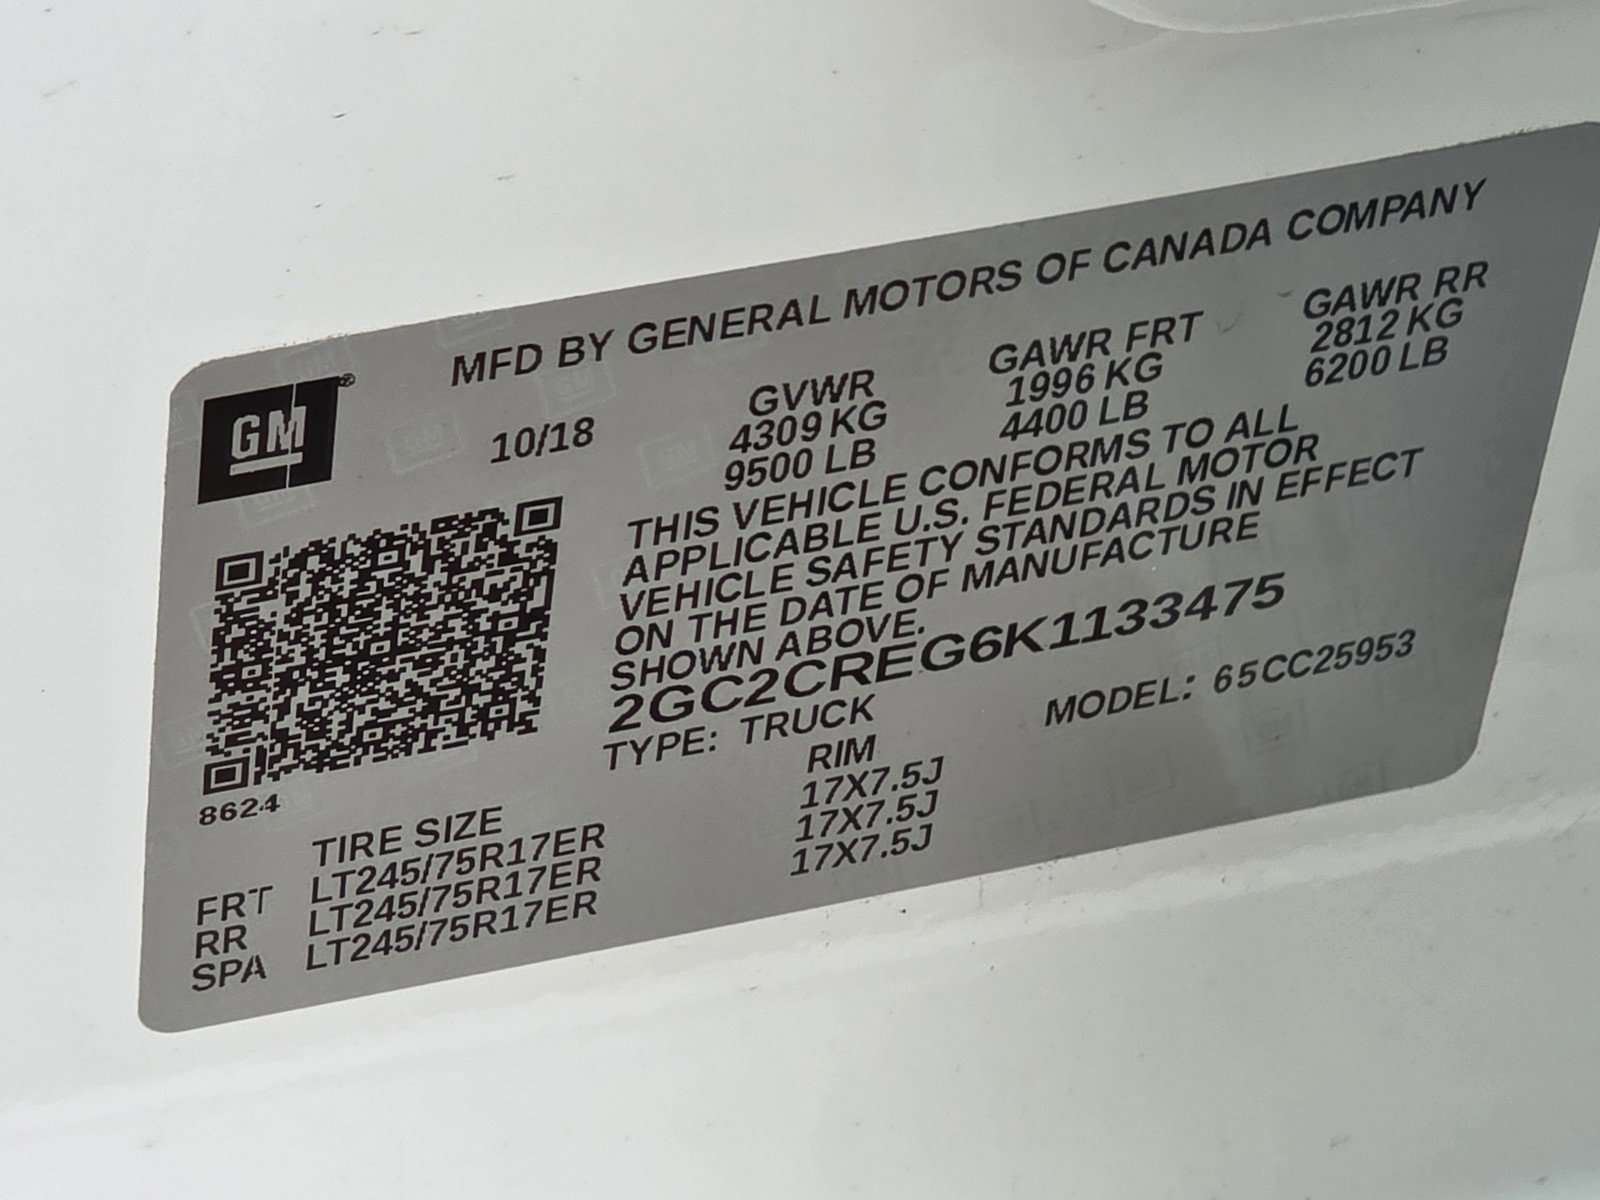 MFD BY GENERAL MOTORS OF CANADA COMPANY
GM®
10/18
GVWR GAWR FRT GAWR RR
4309 KG 1996 KG 2812 KG
9500 LB 4400 LB 6200 LB
THIS VEHICLE CONFORMS TO ALL
APPLICABLE U.S. FEDERAL MOTOR
VEHICLE SAFETY STANDARDS IN EFFECT
ON THE DATE OF MANUFACTURE
SHOWN ABOVE.
2GC2CREG6K1133475
TYPE: TRUCK MODEL: 65CC25953
8624
TIRE SIZE RIM
FRT LT245/75R17ER 17X7.5J
RR LT245/75R17ER 17X7.5J
SPA LT245/75R17ER 17X7.5J